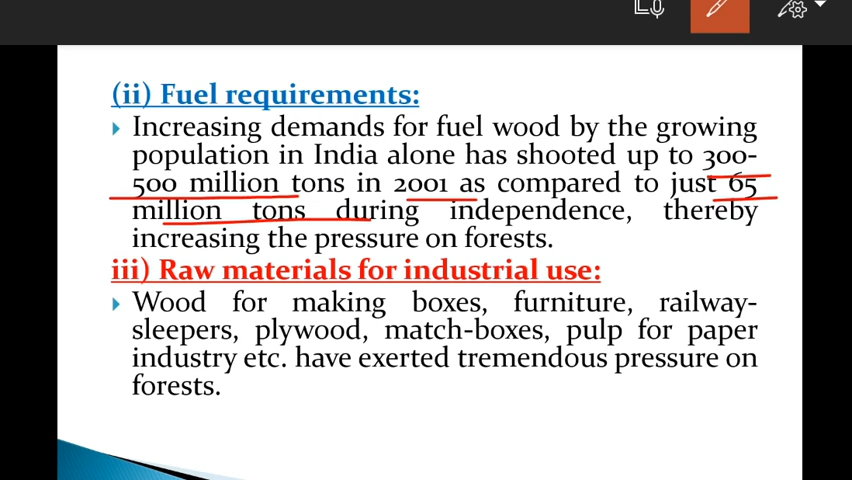 (ii) Fuel requirements:
Increasing demands for fuel wood by the growing
population in India alone has shooted up to 300-
500 million tons in 2001 as compared to just 65
million tons during independence, thereby
increasing the pressure on forests.
iii) Raw materials for industrial use:
Wood for making boxes, furniture, railway-
sleepers, plywood, match-boxes, pulp for paper
industry etc. have exerted tremendous pressure on
forests.